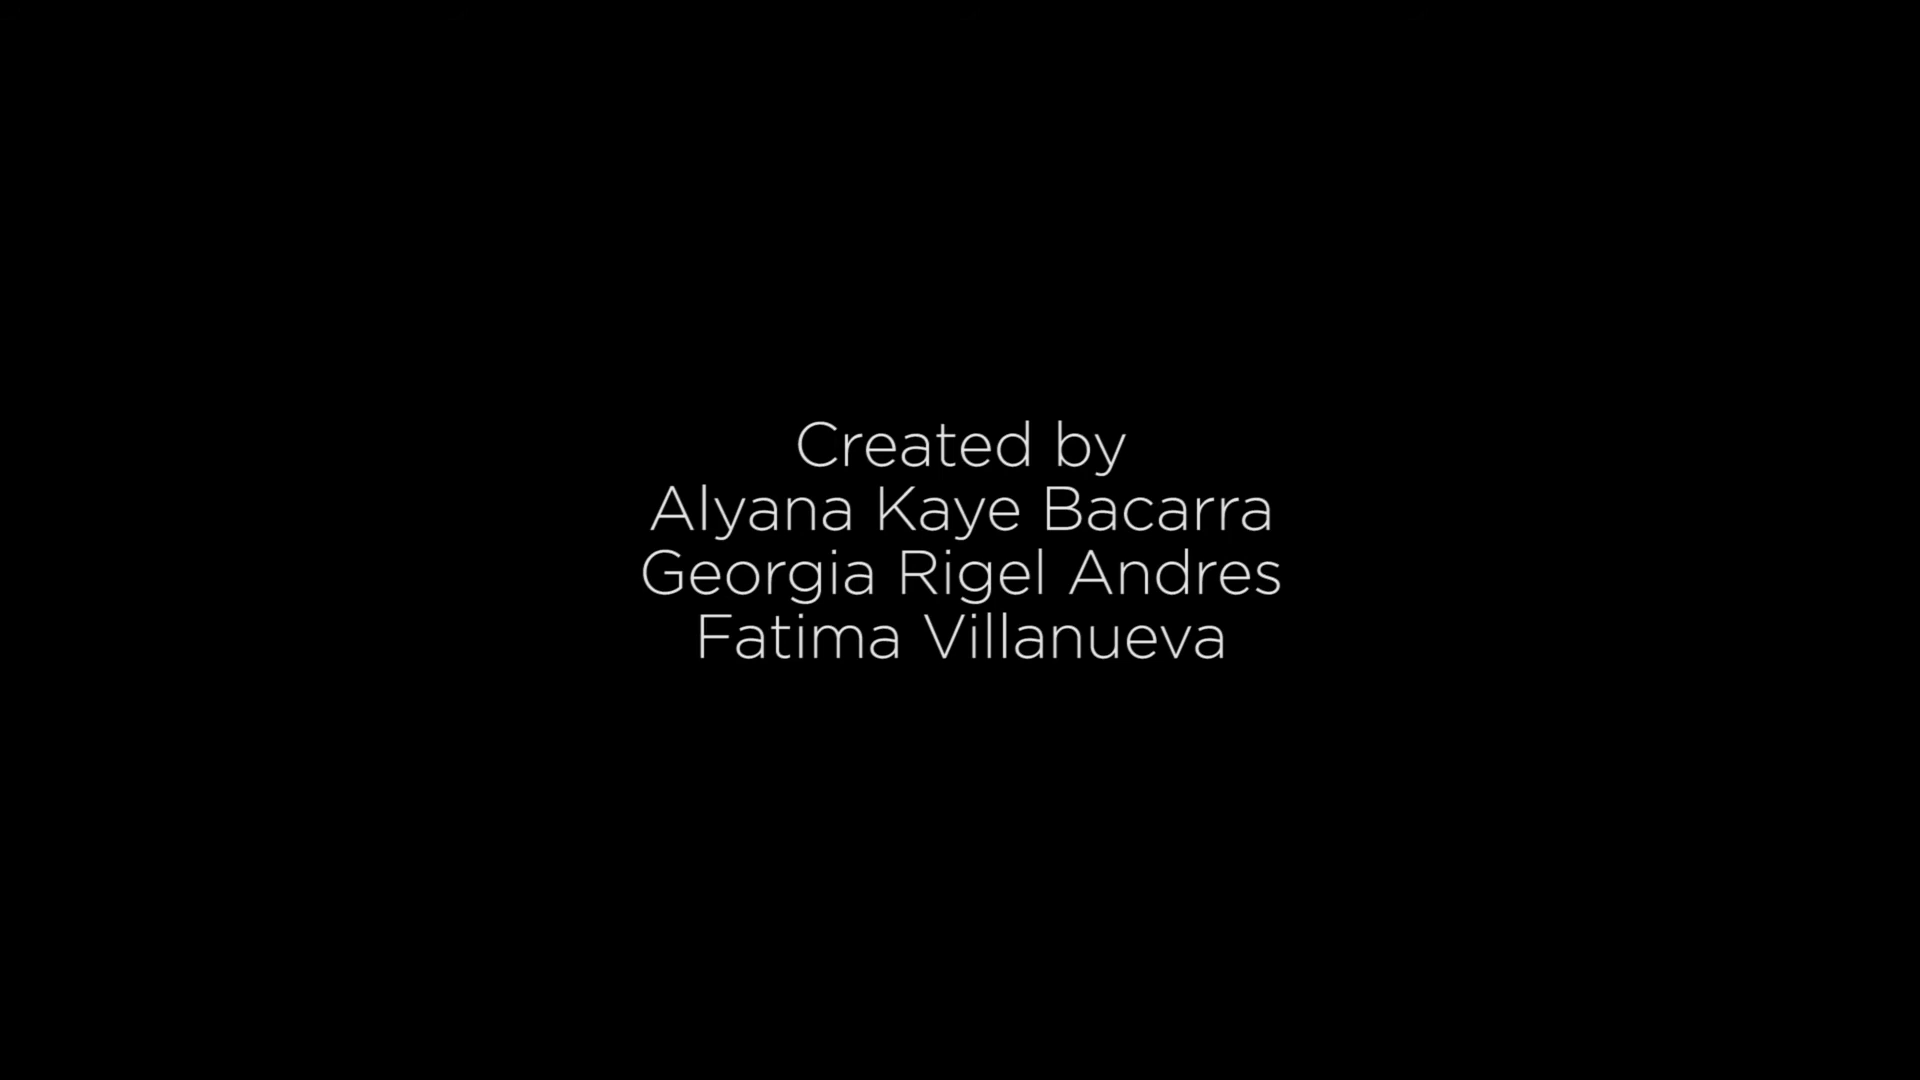 Created by
Alyana Kaye Bacarra
Georgia Rigel Andres
Fatima Villanueva